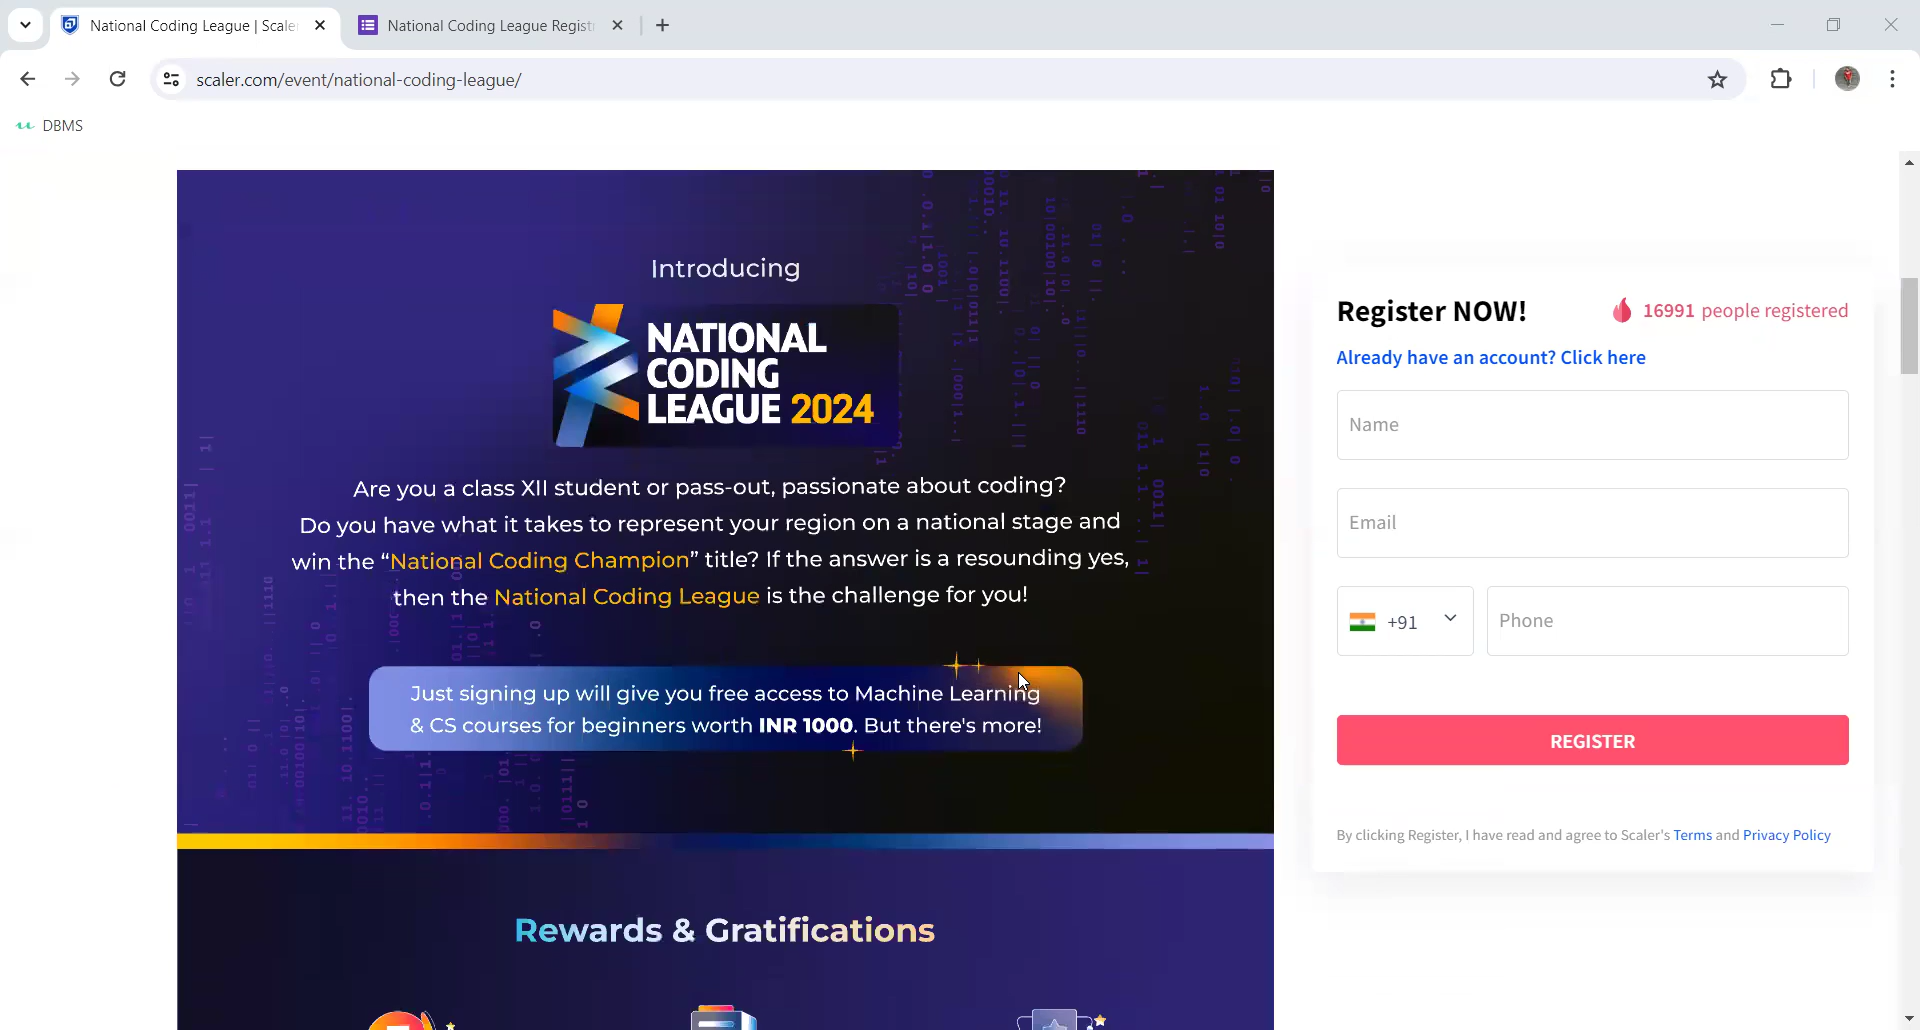 National Coding League | Scaler
National Coding League Registr
scaler.com/event/national-coding-league/
DBMS
Introducing
NATIONAL
CODING
LEAGUE 2024
Are you a class XII student or pass-out, passionate about coding?
Do you have what it takes to represent your region on a national stage and
win the “National Coding Champion” title? If the answer is a resounding yes,
then the National Coding League is the challenge for you!
Just signing up will give you free access to Machine Learning
& CS courses for beginners worth INR 1000. But there's more!
Rewards & Gratifications
Register NOW!
16991 people registered
Already have an account? Click here
Name
Email
+91
Phone
REGISTER
By clicking Register, I have read and agree to Scaler's Terms and Privacy Policy